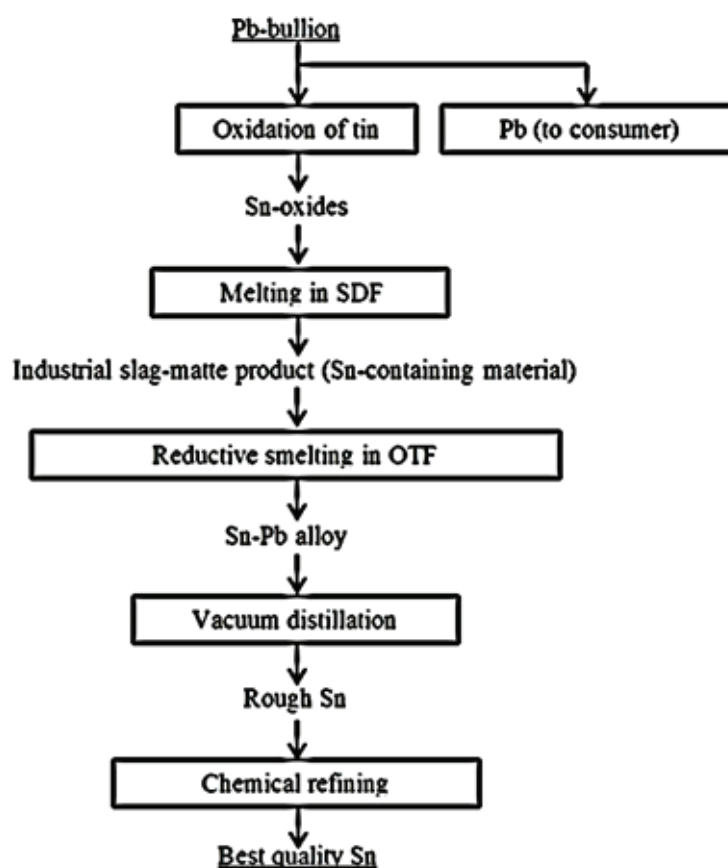 Pb-bullion
Oxidation of tin
Pb (to consumer)
Sn-oxides
Melting in SDF
Industrial slag-matte product (Sn-containing material)
Reductive smelting in OTF
Sn-Pb alloy
Vacuum distillation
Rough Sn
Chemical refining
Best quality Sn